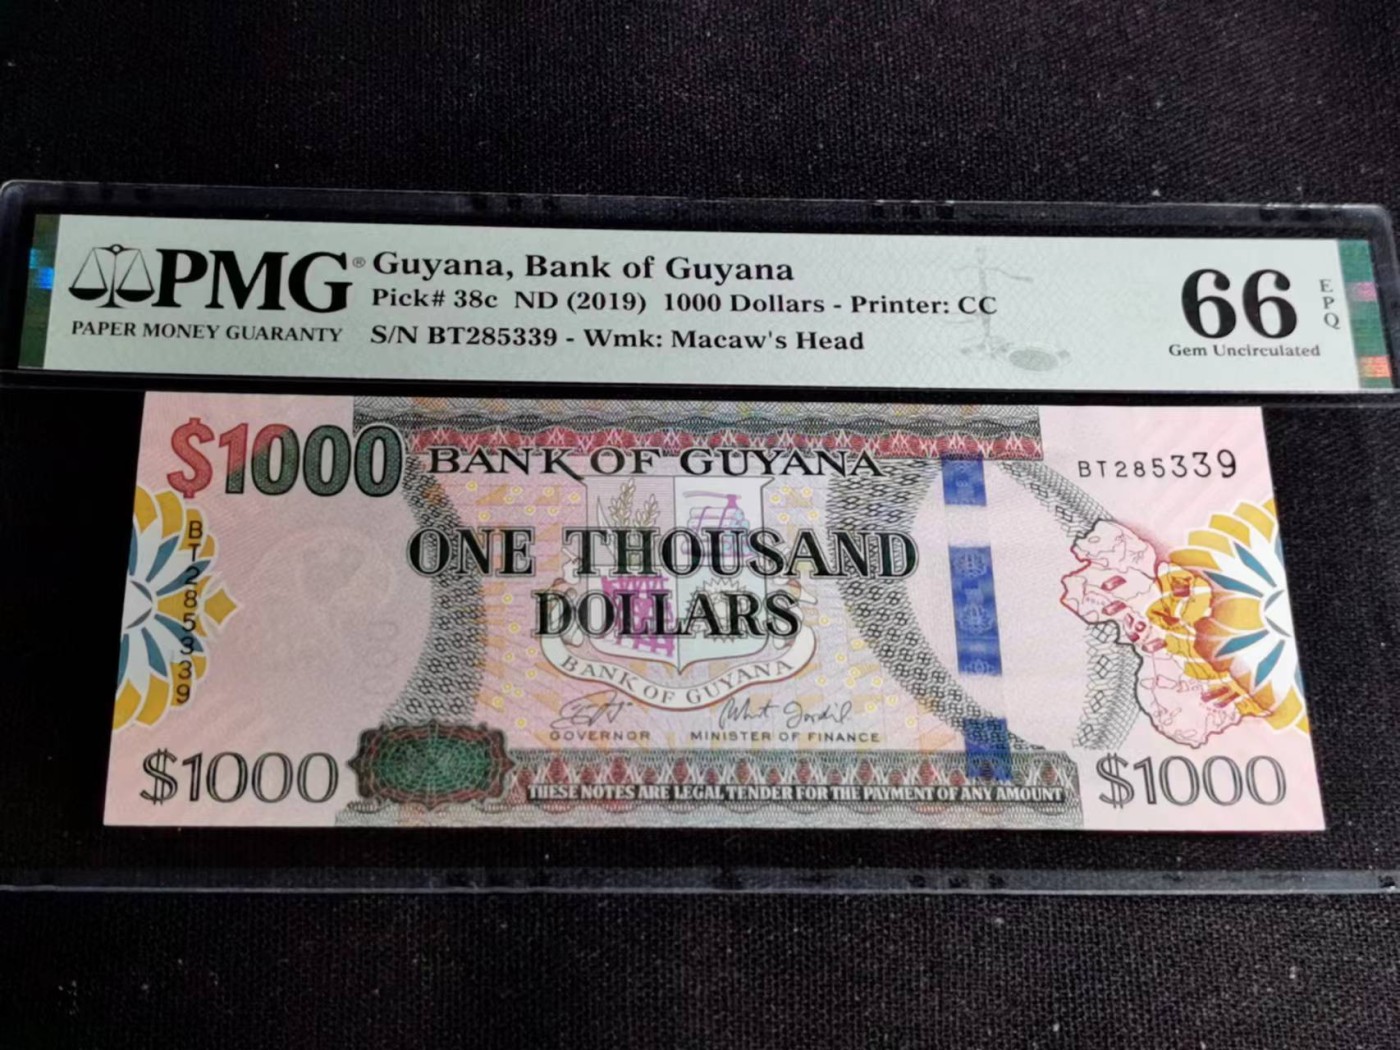 PMG®
PAPER MONEY GUARANTY
Guyana, Bank of Guyana
Pick# 38c ND (2019) 1000 Dollars - Printer: CC
S/N BT285339 - Wmk: Macaw's Head
66
EPQ
Gem Uncirculated
$1000
BANK OF GUYANA
BT285339
BT285339
ONE THOUSAND
DOLLARS
BANK OF GUYANA
GOVERNOR
MINISTER OF FINANCE
$1000
THESE NOTES ARE LEGAL TENDER FOR THE PAYMENT OF ANY AMOUNT
$1000